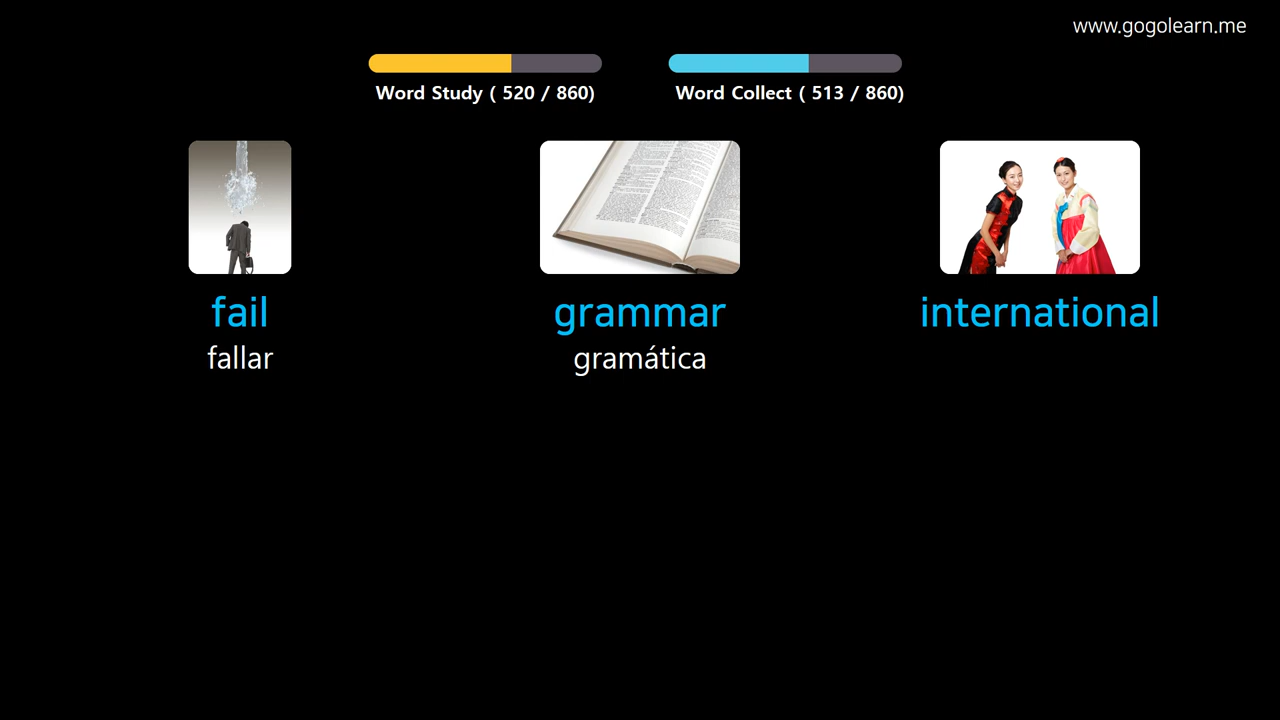 www.gogolearn.me
Word Study ( 520 / 860)
Word Collect ( 513 / 860)
fail
grammar
international
fallar
gramática